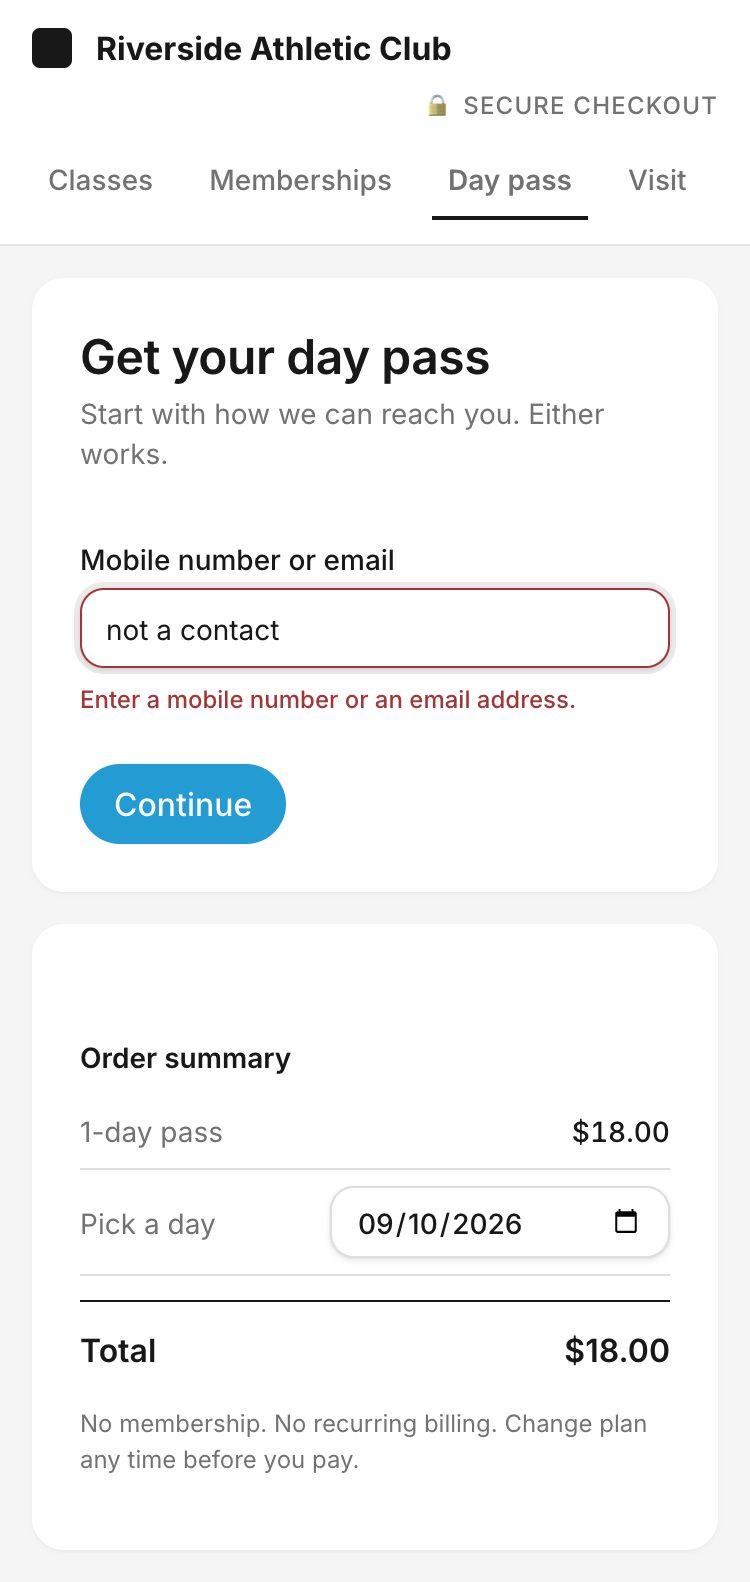 Riverside Athletic Club
🔒 SECURE CHECKOUT
Classes Memberships Day pass Visit
Get your day pass
Start with how we can reach you. Either
works.
Mobile number or email
not a contact
Enter a mobile number or an email address.
Continue
Order summary
1-day pass $18.00
Pick a day 09/10/2026
Total $18.00
No membership. No recurring billing. Change plan
any time before you pay.